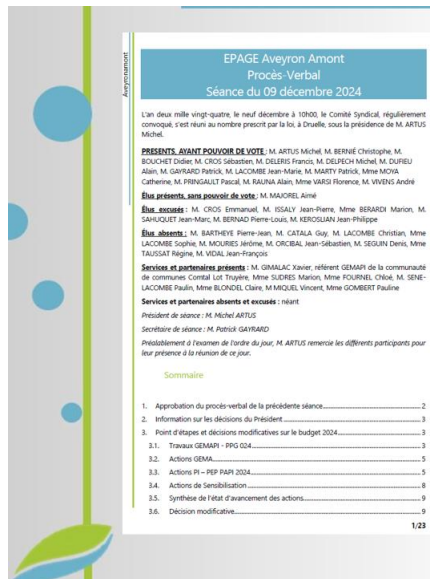 Aveyronamont
EPAGE Aveyron Amont
Procès-Verbal
Séance du 09 décembre 2024
L'an deux mille vingt-quatre, le neuf décembre à 10h00, le Comité Syndical, régulièrement
convoqué, s'est réuni au nombre prescrit par la loi, à Druelle, sous la présidence de M. ARTUS
Michel.
PRESENTS, AYANT POUVOIR DE VOTE : M. ARTUS Michel, M. BERNIÉ Christophe, M.
BOUCHET Didier, M. CROS Sébastien, M. DELERIS Francis, M. DELPECH Michel, M. DUFIEU
Alain, M. GAYRARD Patrick, M. LACOMBE Jean-Marie, M. MARTY Patrick, Mme MOYA
Catherine, M. PRINGAULT Pascal, M. RAUNA Alain, Mme VARSI Florence, M. VIVENS André
Élus présents, sans pouvoir de vote : M. MAJOREL Aimé
Élus excusés : M. CROS Emmanuel, M. ISSALY Jean-Pierre, Mme BERARDI Marion, M.
SAHUQUET Jean-Marc, M. BERNAD Pierre-Louis, M. KEROSLIAN Jean-Philippe
Élus absents : M. BARTHEYE Pierre-Jean, M. CATALA Guy, M. LACOMBE Christian, Mme
LACOMBE Sophie, M. MOURIES Jérôme, M. ORCIBAL Jean-Sébastien, M. SEGUIN Denis, Mme
TAUSSAT Régine, M. VIDAL Jean-François
Services et partenaires présents : M. GIMALAC Xavier, référent GEMAPI de la communauté
de communes Comtal Lot Truyère, Mme SUDRES Marion, Mme FOURNEL Chloé, M. SENE-
LACOMBE Paulin, Mme BLONDEL Claire, M MIQUEL Vincent, Mme GOMBERT Pauline
Services et partenaires absents et excusés : néant
Président de séance : M. Michel ARTUS
Secrétaire de séance : M. Patrick GAYRARD
Préalablement à l'examen de l'ordre du jour, M. ARTUS remercie les différents participants pour
leur présence à la réunion de ce jour.
Sommaire
1. Approbation du procès-verbal de la précédente séance 2
2. Information sur les décisions du Président 3
3. Point d'étapes et décisions modificatives sur le budget 2024 3
3.1. Travaux GEMAPI - PPG 024 3
3.2. Actions GEMA 5
3.3. Actions PI – PEP PAPI 2024 5
3.4. Actions de Sensibilisation 8
3.5. Synthèse de l'état d'avancement des actions 9
3.6. Décision modificative 9
1/23